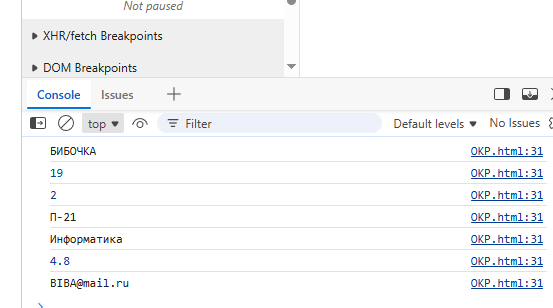 Not paused
XHR/fetch Breakpoints
DOM Breakpoints
Console Issues
top Filter Default levels No Issues
БИБОЧКА OKP.html:31
19 OKP.html:31
2 OKP.html:31
П-21 OKP.html:31
Информатика OKP.html:31
4.8 OKP.html:31
BIBA@mail.ru OKP.html:31